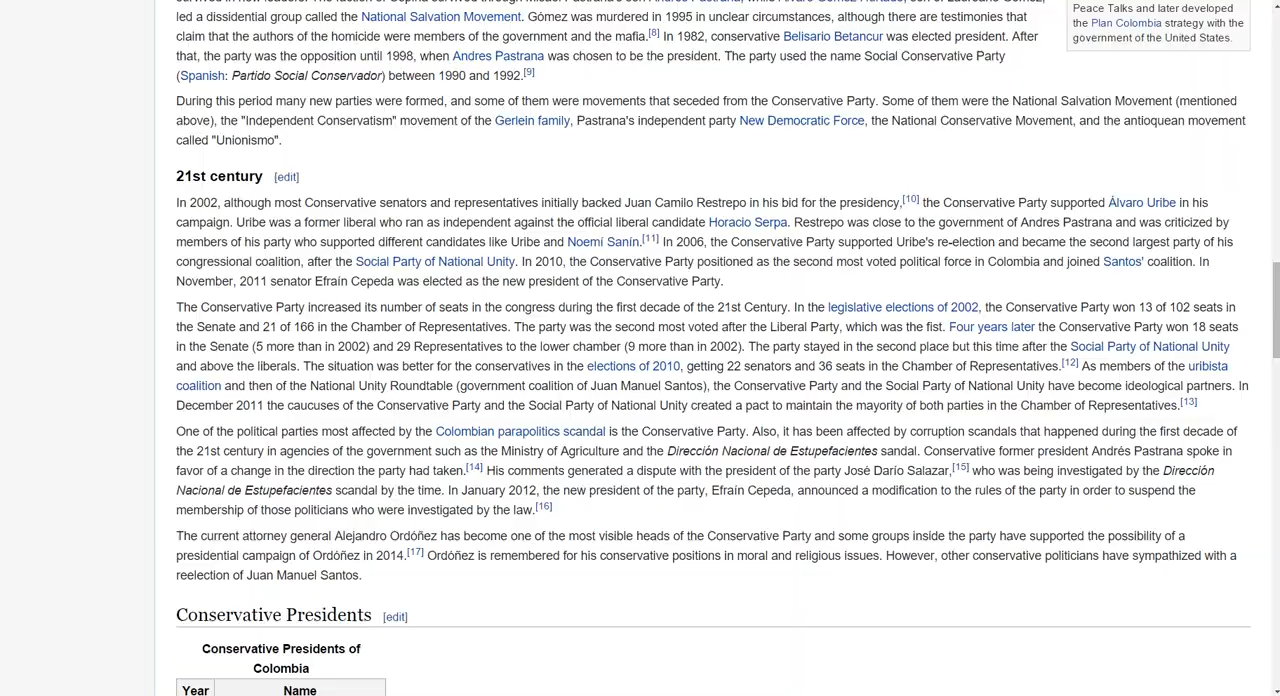 Peace Talks and later developed
the Plan Colombia strategy with the
government of the United States.
led a dissidental group called the National Salvation Movement. Gómez was murdered in 1995 in unclear circumstances, although there are testimonies that
claim that the authors of the homicide were members of the government and the mafia.[8] In 1982, conservative Belisario Betancur was elected president. After
that, the party was the opposition until 1998, when Andres Pastrana was chosen to be the president. The party used the name Social Conservative Party
(Spanish: Partido Social Conservador) between 1990 and 1992.[9]
During this period many new parties were formed, and some of them were movements that seceded from the Conservative Party. Some of them were the National Salvation Movement (mentioned
above), the "Independent Conservatism" movement of the Gerlein family, Pastrana's independent party New Democratic Force, the National Conservative Movement, and the antioquean movement
called "Unionismo".
21st century [edit]
In 2002, although most Conservative senators and representatives initially backed Juan Camilo Restrepo in his bid for the presidency,[10] the Conservative Party supported Álvaro Uribe in his
campaign. Uribe was a former liberal who ran as independent against the official liberal candidate Horacio Serpa. Restrepo was close to the government of Andres Pastrana and was criticized by
members of his party who supported different candidates like Uribe and Noemí Sanín.[11] In 2006, the Conservative Party supported Uribe's re-election and became the second largest party of his
congressional coalition, after the Social Party of National Unity. In 2010, the Conservative Party positioned as the second most voted political force in Colombia and joined Santos' coalition. In
November, 2011 senator Efraín Cepeda was elected as the new president of the Conservative Party.
The Conservative Party increased its number of seats in the congress during the first decade of the 21st Century. In the legislative elections of 2002, the Conservative Party won 13 of 102 seats in
the Senate and 21 of 166 in the Chamber of Representatives. The party was the second most voted after the Liberal Party, which was the fist. Four years later the Conservative Party won 18 seats
in the Senate (5 more than in 2002) and 29 Representatives to the lower chamber (9 more than in 2002). The party stayed in the second place but this time after the Social Party of National Unity
and above the liberals. The situation was better for the conservatives in the elections of 2010, getting 22 senators and 36 seats in the Chamber of Representatives.[12] As members of the uribista
coalition and then of the National Unity Roundtable (government coalition of Juan Manuel Santos), the Conservative Party and the Social Party of National Unity have become ideological partners. In
December 2011 the caucuses of the Conservative Party and the Social Party of National Unity created a pact to maintain the mayority of both parties in the Chamber of Representatives.[13]
One of the political parties most affected by the Colombian parapolitics scandal is the Conservative Party. Also, it has been affected by corruption scandals that happened during the first decade of
the 21st century in agencies of the government such as the Ministry of Agriculture and the Dirección Nacional de Estupefacientes sandal. Conservative former president Andrés Pastrana spoke in
favor of a change in the direction the party had taken.[14] His comments generated a dispute with the president of the party José Darío Salazar,[15] who was being investigated by the Dirección
Nacional de Estupefacientes scandal by the time. In January 2012, the new president of the party, Efraín Cepeda, announced a modification to the rules of the party in order to suspend the
membership of those politicians who were investigated by the law.[16]
The current attorney general Alejandro Ordóñez has become one of the most visible heads of the Conservative Party and some groups inside the party have supported the possibility of a
presidential campaign of Ordóñez in 2014.[17] Ordóñez is remembered for his conservative positions in moral and religious issues. However, other conservative politicians have sympathized with a
reelection of Juan Manuel Santos.
Conservative Presidents [edit]
Conservative Presidents of
Colombia
Year Name